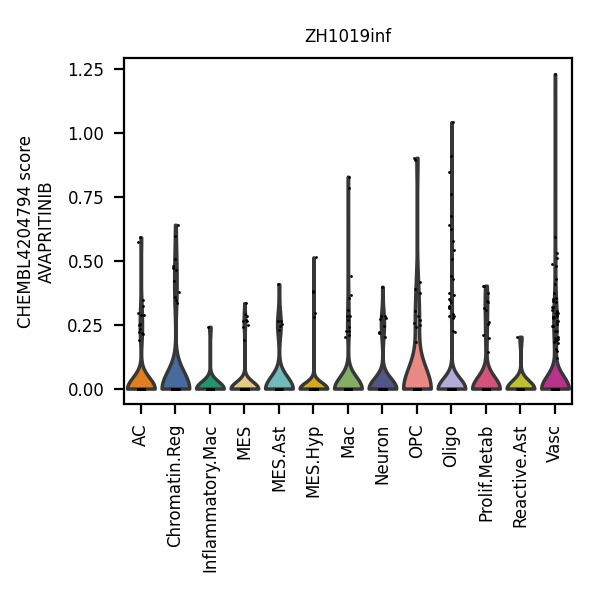 ZH1019inf
CHEMBL4204794 score
AVAPRITINIB
1.25
1.00
0.75
0.50
0.25
0.00
AC
Chromatin.Reg
Inflammatory.Mac
MES
MES.Ast
MES.Hyp
Mac
Neuron
OPC
Oligo
Prolif.Metab
Reactive.Ast
Vasc